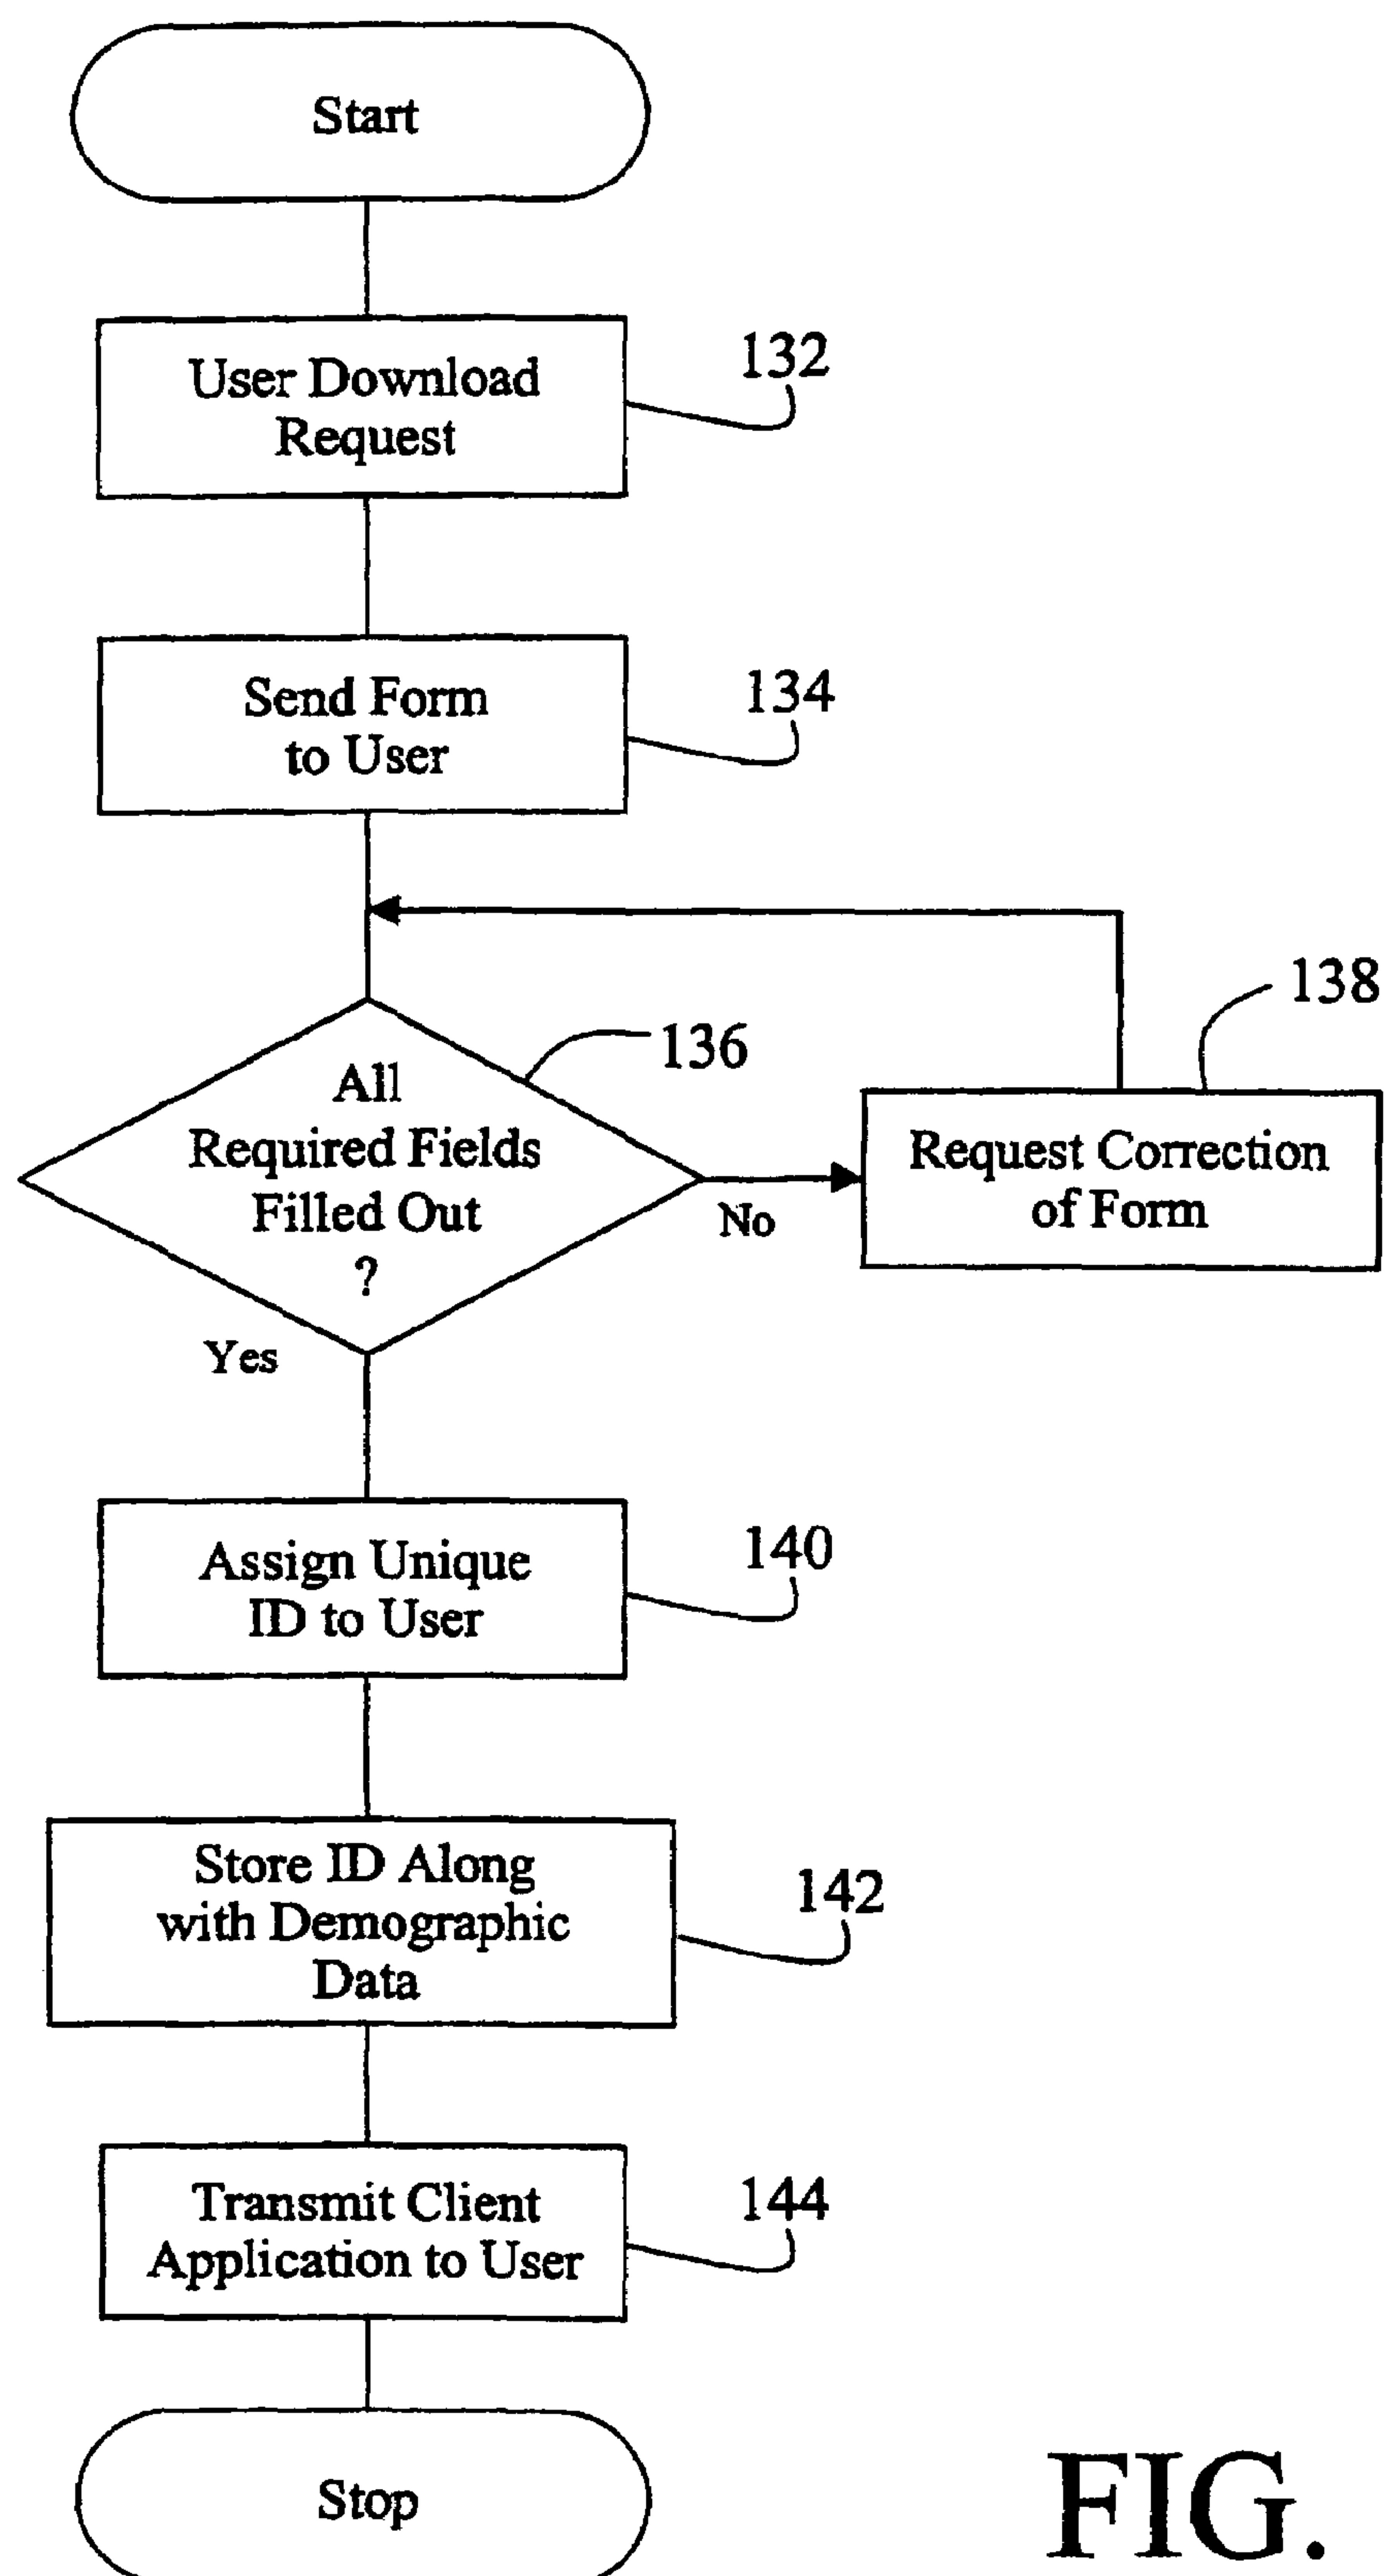 Start
User Download
Request
132
Send Form
to User
134
All
Required Fields
Filled Out
?
136
No
Request Correction
of Form
138
Yes
Assign Unique
ID to User
140
Store ID Along
with Demographic
Data
142
Transmit Client
Application to User
144
Stop
FIG.